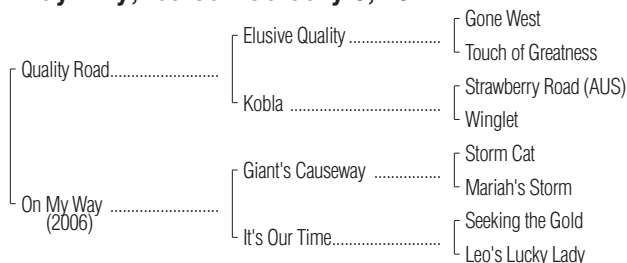 Gone West
Elusive Quality
Touch of Greatness
Quality Road
Strawberry Road (AUS)
Kobla
Winglet
Storm Cat
Giant's Causeway
Mariah's Storm
On My Way
(2006)
Seeking the Gold
It's Our Time
Leo's Lucky Lady